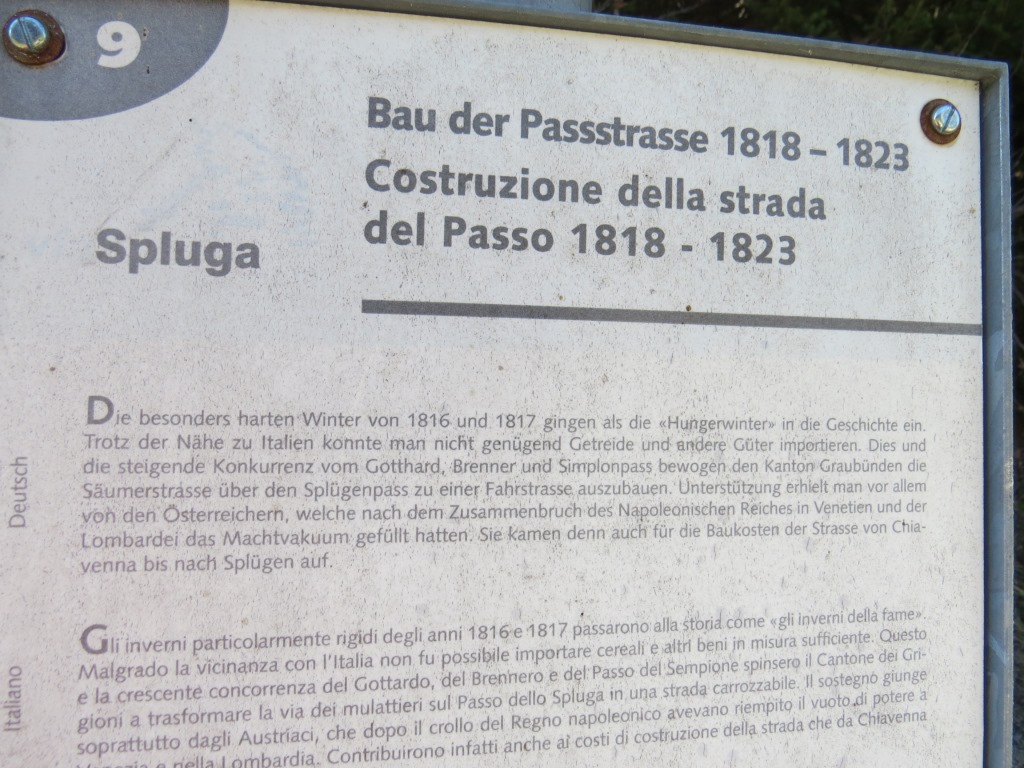 9
Bau der Passstrasse 1818 – 1823
Costruzione della strada
del Passo 1818 - 1823
Spluga
Deutsch
Die besonders harten Winter von 1816 und 1817 gingen als die «Hungerwinter» in die Geschichte ein.
Trotz der Nähe zu Italien konnte man nicht genügend Getreide und andere Güter importieren. Dies und
die steigende Konkurrenz vom Gotthard, Brenner und Simplonpass bewogen den Kanton Graubünden die
Säumerstrasse über den Splügenpass zu einer Fahrstrasse auszubauen. Unterstützung erhielt man vor allem
von den Österreichern, welche nach dem Zusammenbruch des Napoleonischen Reiches in Venetien und der
Lombardei das Machtvakuum gefüllt hatten. Sie kamen denn auch für die Baukosten der Strasse von Chia-
venna bis nach Splügen auf.
Italiano
Gli inverni particolarmente rigidi degli anni 1816 e 1817 passarono alla storia come «gli inverni della fame».
Malgrado la vicinanza con l'Italia non fu possibile importare cereali e altri beni in misura sufficiente. Questo
e la crescente concorrenza del Gottardo, del Brennero e del Passo del Sempione spinsero il Cantone dei Gri-
gioni a trasformare la via dei mulattieri sul Passo dello Spluga in una strada carrozzabile. Il sostegno giunge
soprattutto dagli Austriaci, che dopo il crollo del Regno napoleonico avevano riempito il vuoto di potere a
Venezia e nella Lombardia. Contribuirono infatti anche ai costi di costruzione della strada che da Chiavenna